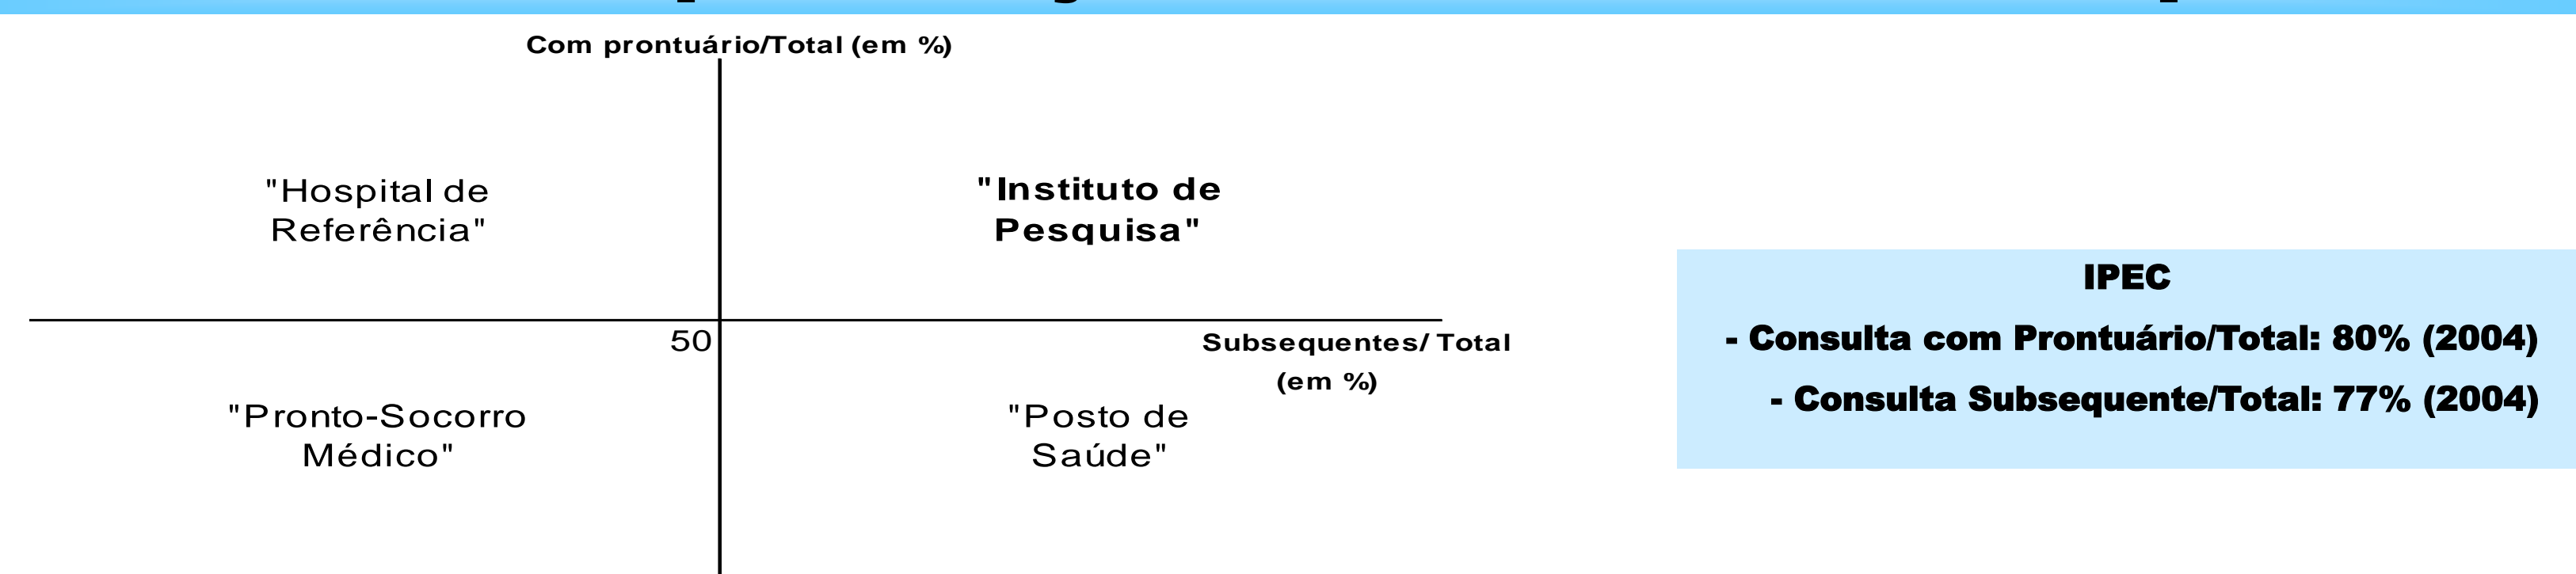 Com prontuário/Total (em %)
"Hospital de
Referência"
"Instituto de
Pesquisa"
50
Subsequentes/ Total
(em %)
"Pronto-Socorro
Médico"
"Posto de
Saúde"
IPEC
- Consulta com Prontuário/Total: 80% (2004)
- Consulta Subsequente/Total: 77% (2004)